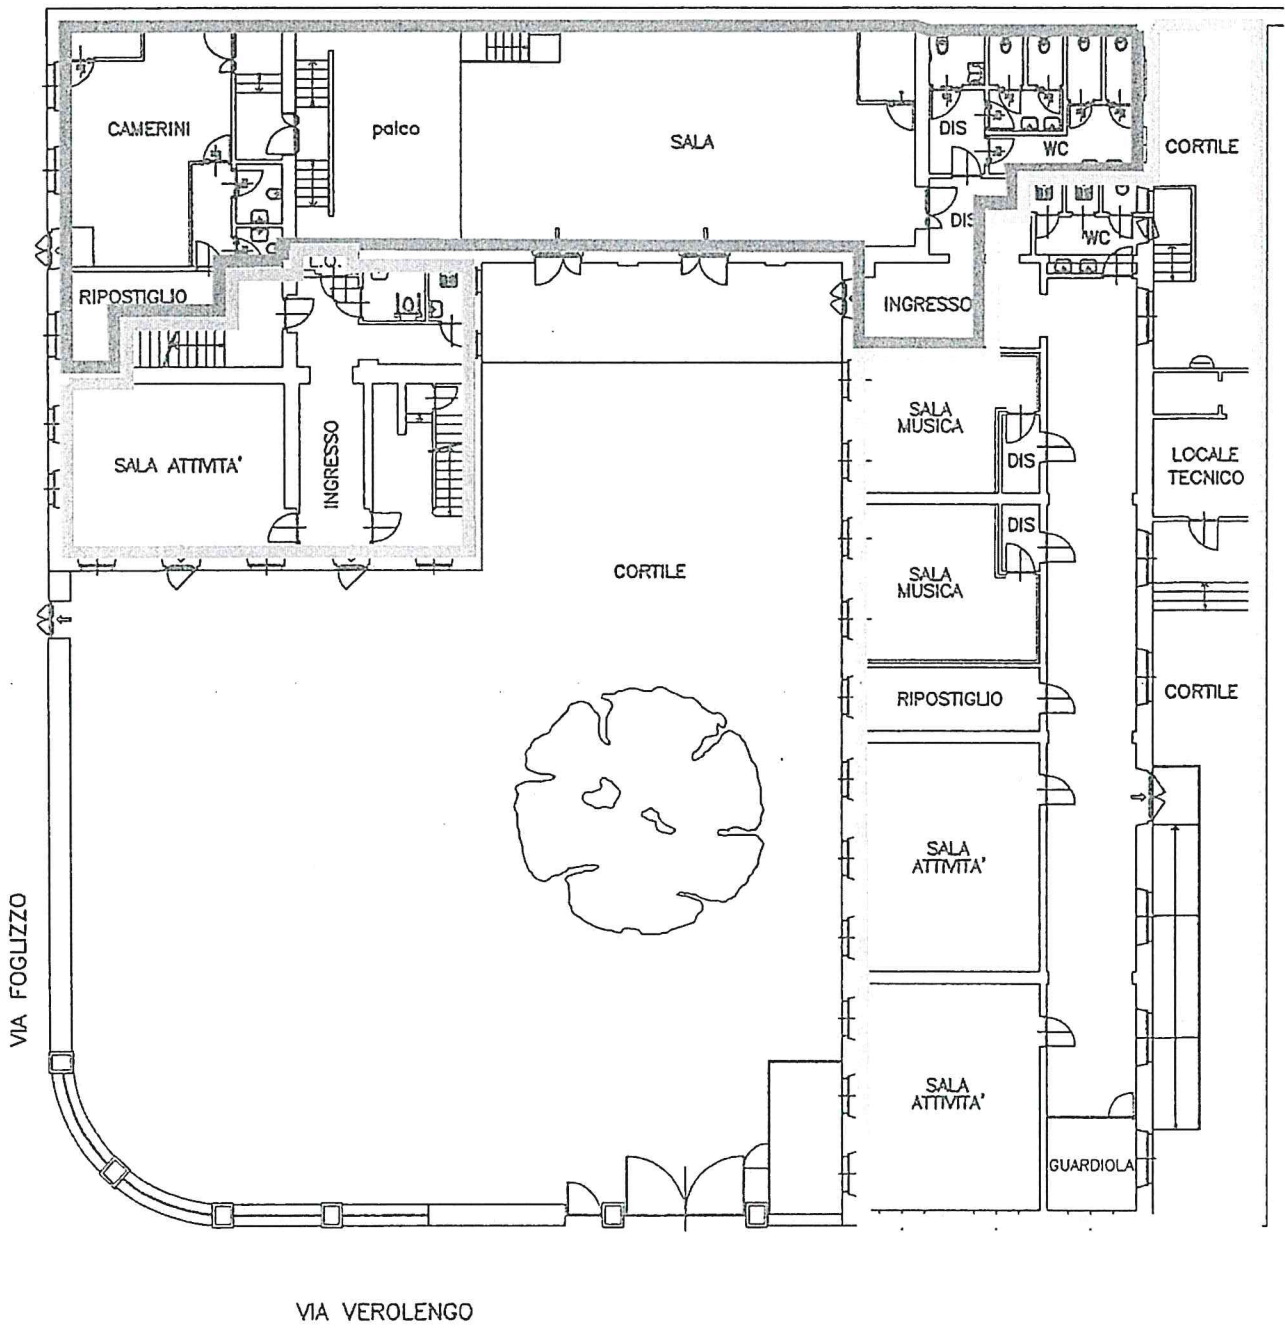 CAMERINI
palco
SALA
DIS
WC
CORTILE
DIS
WC
L.Q.
RIPOSTIGLIO
INGRESSO
SALA
MUSICA
SALA ATTIVITA'
INGRESSO
DIS
LOCALE
TECNICO
DIS
CORTILE
SALA
MUSICA
RIPOSTIGLIO
CORTILE
SALA
ATTIVITA'
VIA FOGLIZZO
SALA
ATTIVITA'
GUARDIOLA
VIA VEROLENGO